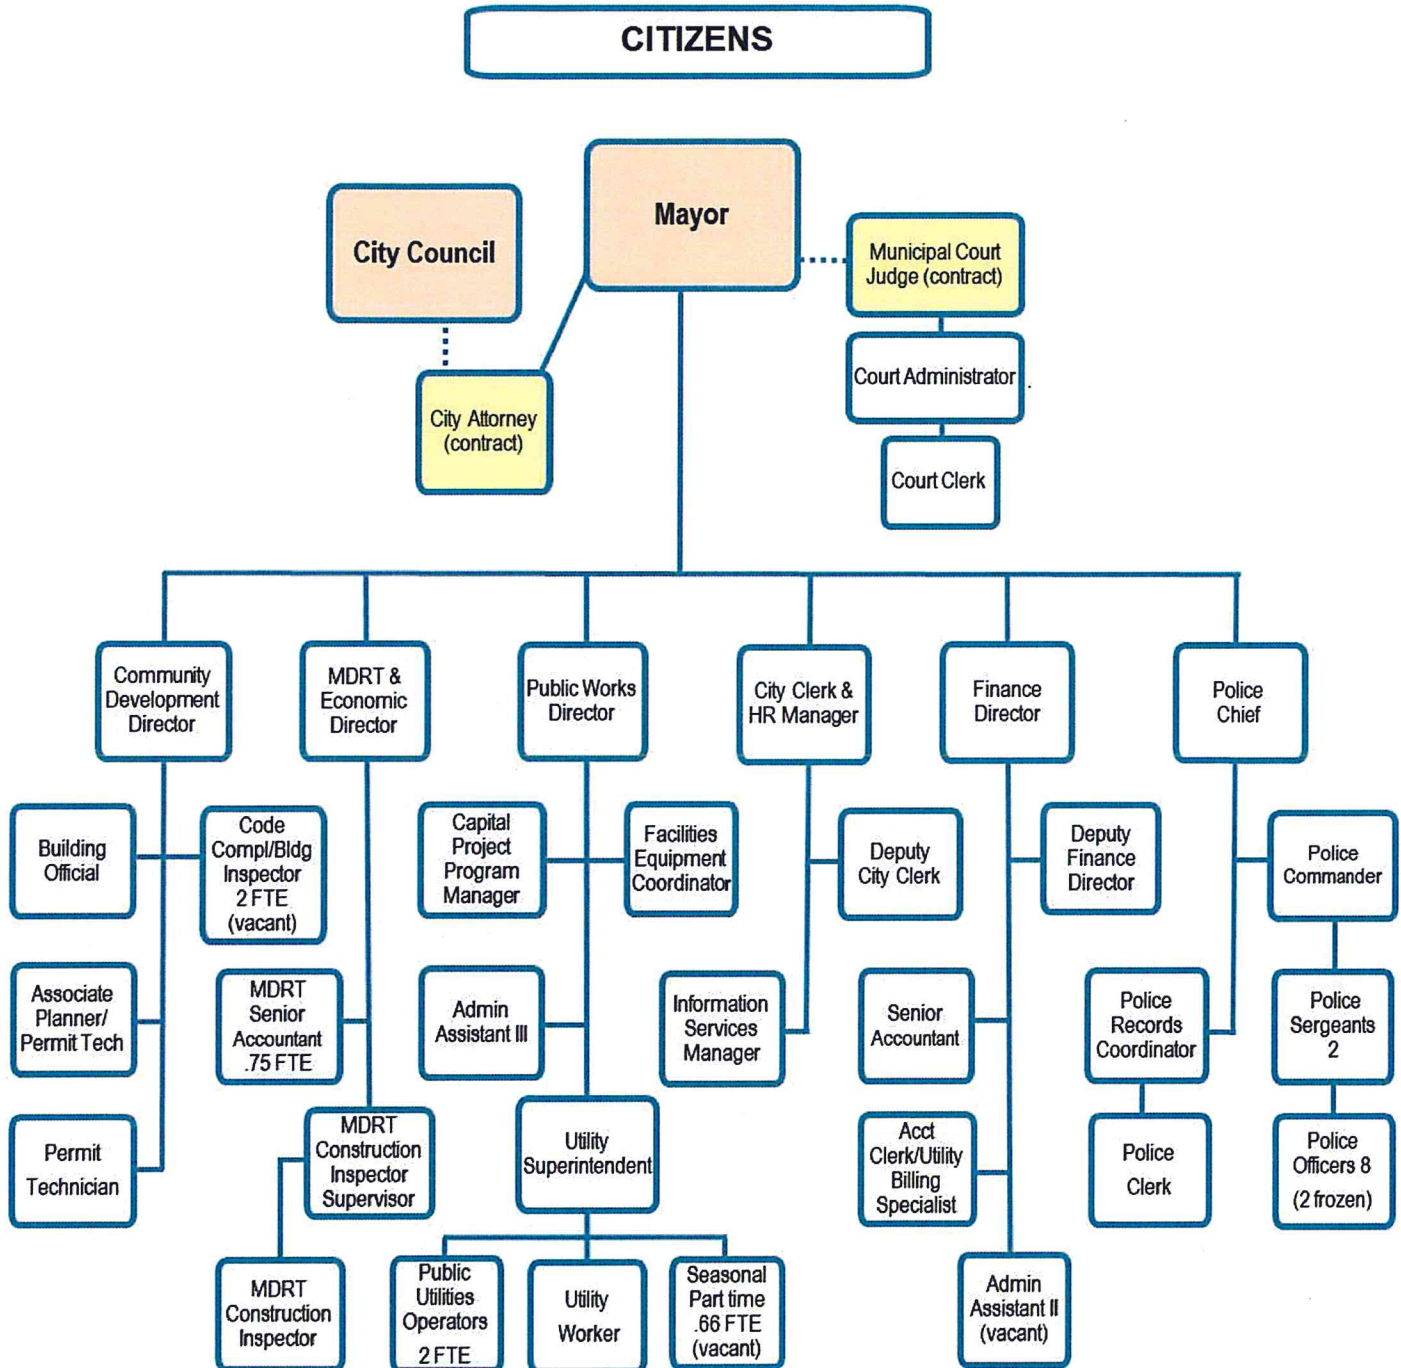 CITIZENS
Mayor
City Council
Municipal Court
Judge (contract)
Court Administrator
City Attorney
(contract)
Court Clerk
Community
Development
Director
MDRT &
Economic
Director
Public Works
Director
City Clerk &
HR Manager
Finance
Director
Police
Chief
Building
Official
Code
Compl/Bldg
Inspector
2 FTE
(vacant)
Capital
Project
Program
Manager
Facilities
Equipment
Coordinator
Deputy
City Clerk
Deputy
Finance
Director
Police
Commander
Associate
Planner/
Permit Tech
MDRT
Senior
Accountant
.75 FTE
Admin
Assistant III
Information
Services
Manager
Senior
Accountant
Police
Records
Coordinator
Police
Sergeants
2
Permit
Technician
MDRT
Construction
Inspector
Supervisor
Utility
Superintendent
Acct
Clerk/Utility
Billing
Specialist
Police
Clerk
Police
Officers 8
(2 frozen)
MDRT
Construction
Inspector
Public
Utilities
Operators
2 FTE
Utility
Worker
Seasonal
Part time
.66 FTE
(vacant)
Admin
Assistant II
(vacant)